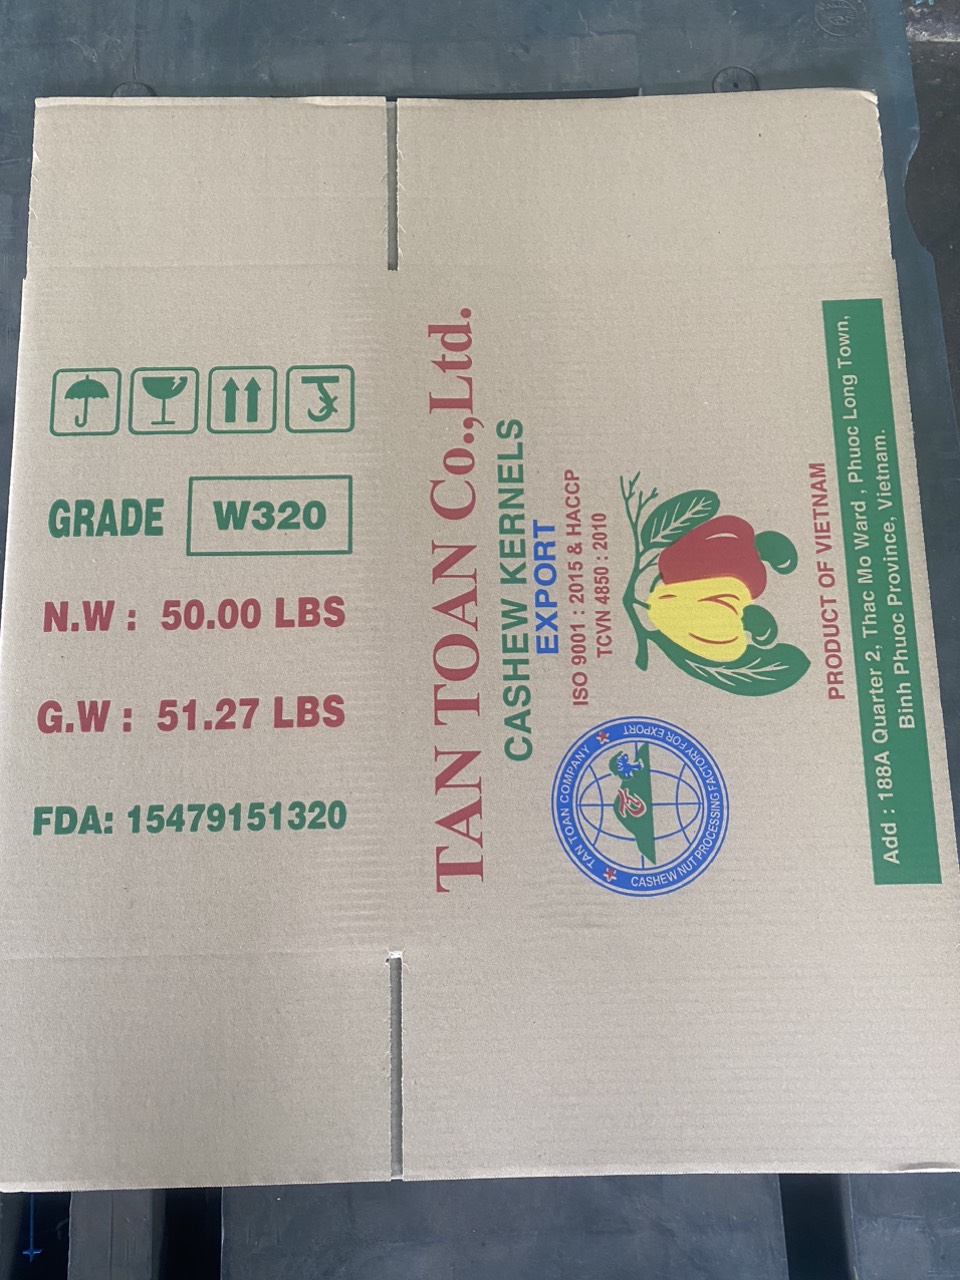 GRADE W320
N.W : 50.00 LBS
G.W : 51.27 LBS
FDA: 15479151320
TAN TOAN Co.,Ltd.
CASHEW KERNELS
EXPORT
ISO 9001 : 2015 & HACCP
TCVN 4850 : 2010
TAN TOAN COMPANY
CASHEW NUT PROCESSING FACTORY FOR EXPORT
PRODUCT OF VIETNAM
Add : 188A Quarter 2, Thac Mo Ward , Phuoc Long Town,
Binh Phuoc Province, Vietnam.